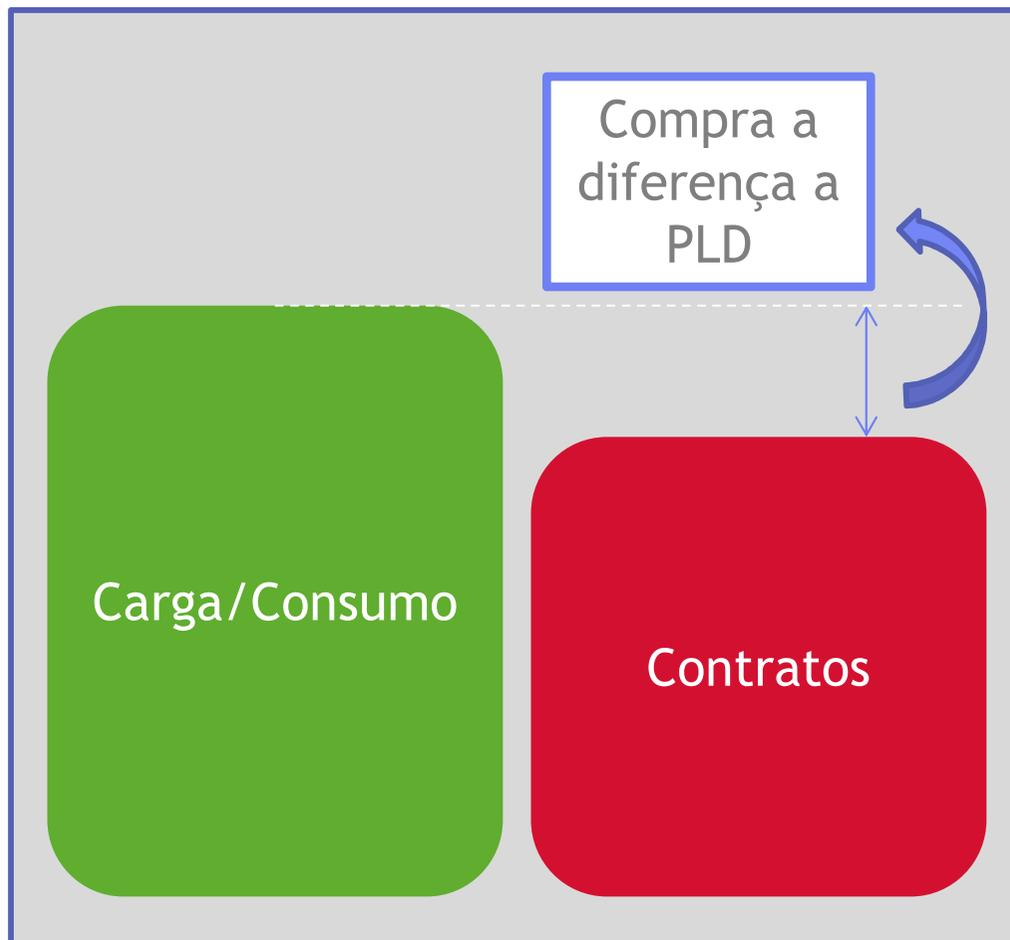 Compra a
diferença a
PLD
Carga/Consumo
Contratos